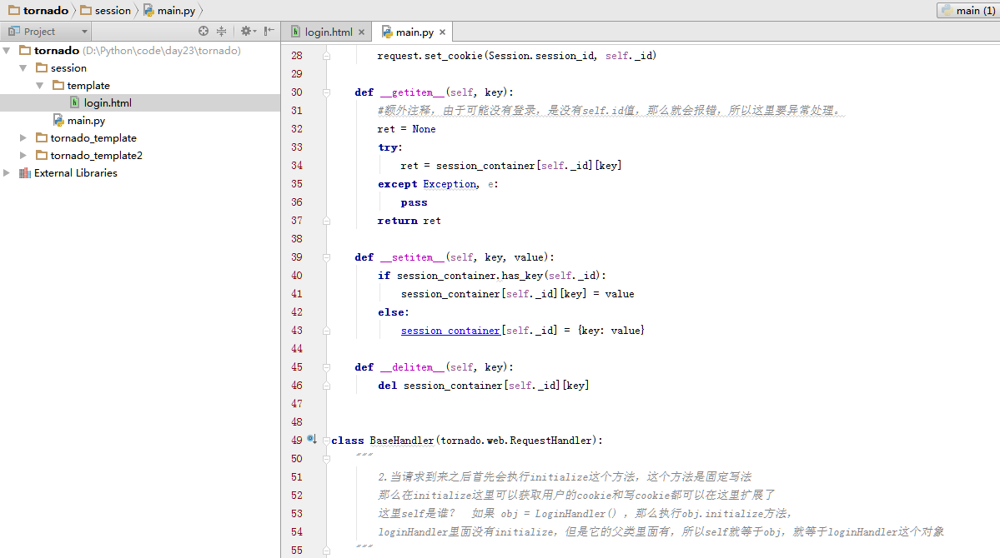 tornado session main.py main (1)
Project login.html main.py
tornado (D:\Python\code\day23\tornado)
session
template
login.html
main.py
tornado_template
tornado_template2
External Libraries
28 request.set_cookie(Session.session_id, self._id)
29
30 def __getitem__(self, key):
31 #额外注释，由于可能没有登录，是没有self.id值，那么就会报错，所以这里要异常处理。
32 ret = None
33 try:
34 ret = session_container[self._id][key]
35 except Exception, e:
36 pass
37 return ret
38
39 def __setitem__(self, key, value):
40 if session_container.has_key(self._id):
41 session_container[self._id][key] = value
42 else:
43 session_container[self._id] = {key: value}
44
45 def __delitem__(self, key):
46 del session_container[self._id][key]
47
48
49 class BaseHandler(tornado.web.RequestHandler):
50 """
51 2.当请求到来之后首先会执行initialize这个方法，这个方法是固定写法
52 那么在initialize这里可以获取用户的cookie和写cookie都可以在这里扩展了
53 这里self是谁？ 如果 obj = LoginHandler() ，那么执行obj.initialize方法，
54 loginHandler里面没有initialize，但是它的父类里面有，所以self就等于obj，就等于loginHandler这个对象
55 """